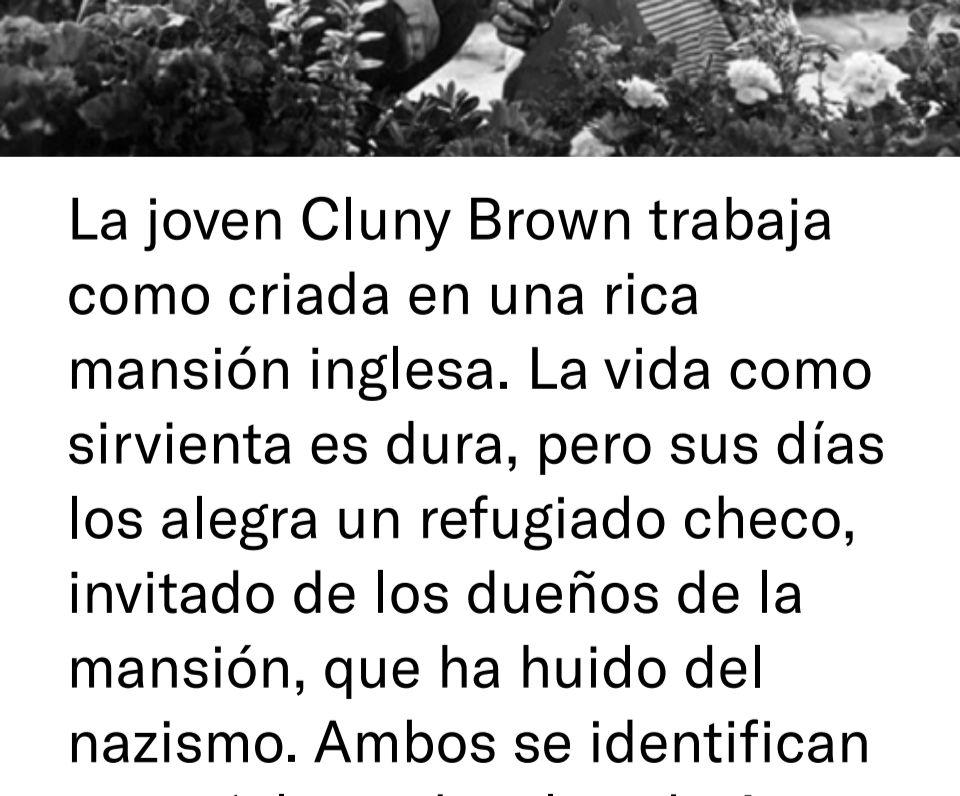 La joven Cluny Brown trabaja
como criada en una rica
mansión inglesa. La vida como
sirvienta es dura, pero sus días
los alegra un refugiado checo,
invitado de los dueños de la
mansión, que ha huido del
nazismo. Ambos se identifican